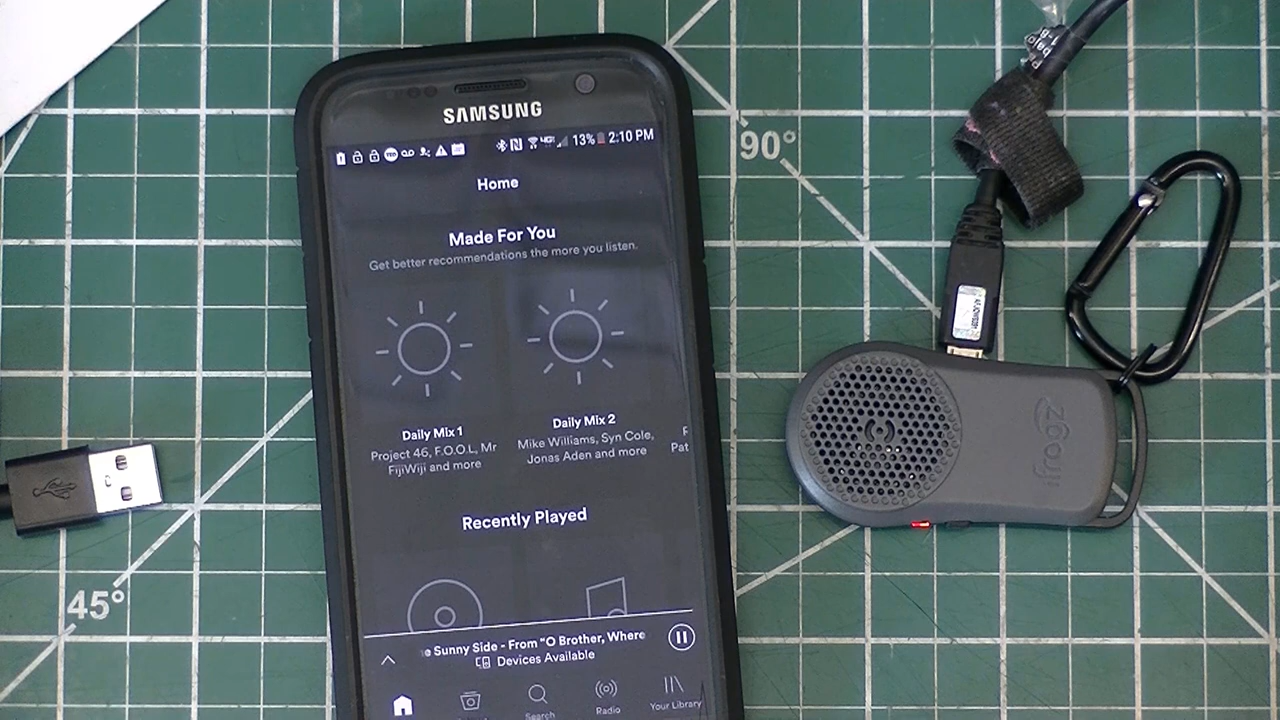 SAMSUNG
13% 2:10 PM
Home
Made For You
Get better recommendations the more you listen.
Daily Mix 1
Project 46, F.O.O.L, Mr
FijiWiji and more
Daily Mix 2
Mike Williams, Syn Cole,
Jonas Aden and more
Pat
Recently Played
e Sunny Side - From "O Brother, Where
Devices Available
Search
Radio
Your Library
90°
45°
ifrogz